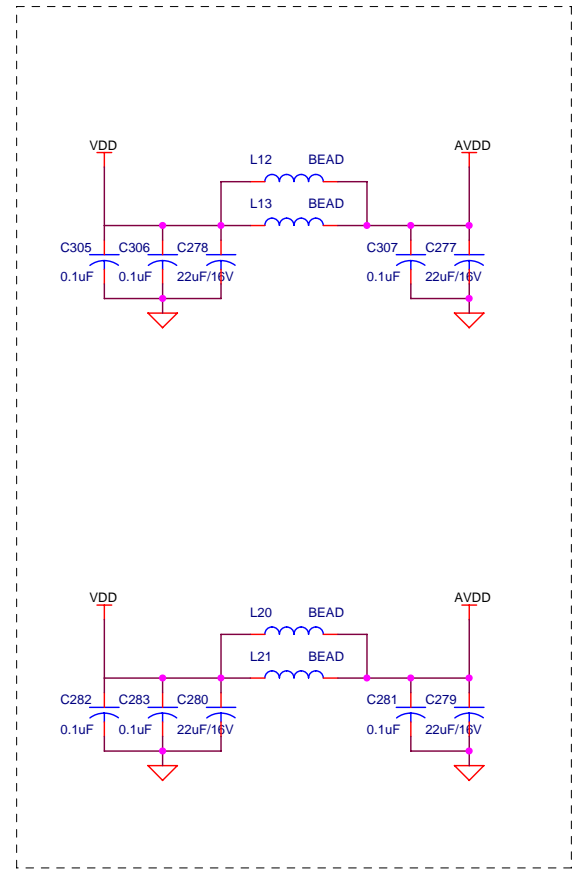 VDD AVDD
L12 BEAD
L13 BEAD
C305 C306 C278 C307 C277
0.1uF 0.1uF 22uF/16V 0.1uF 22uF/16V
VDD AVDD
L20 BEAD
L21 BEAD
C282 C283 C280 C281 C279
0.1uF 0.1uF 22uF/16V 0.1uF 22uF/16V